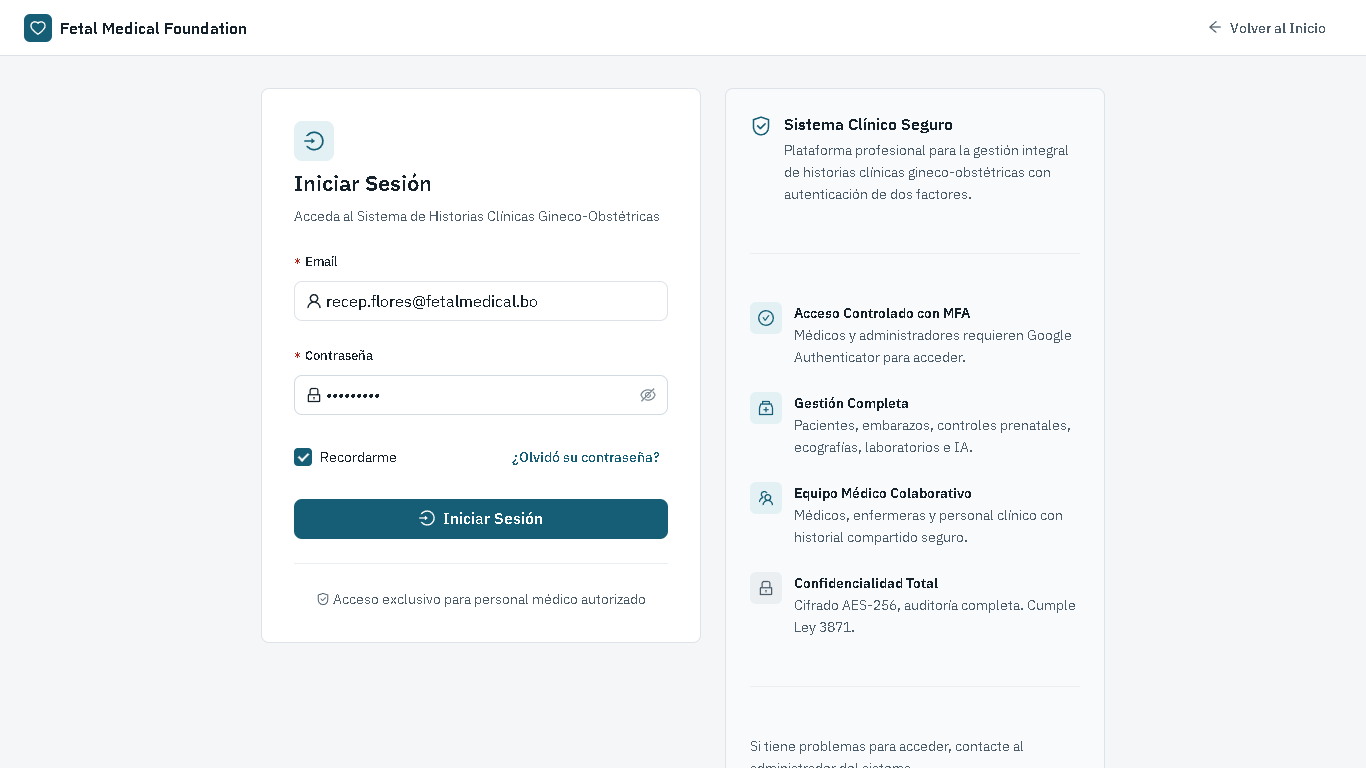 Fetal Medical Foundation
Volver al Inicio
Iniciar Sesión
Acceda al Sistema de Historias Clínicas Gineco-Obstétricas
* Email
recep.flores@fetalmedical.bo
* Contraseña
•••••••••
Recordarme
¿Olvidó su contraseña?
Iniciar Sesión
Acceso exclusivo para personal médico autorizado
Sistema Clínico Seguro
Plataforma profesional para la gestión integral
de historias clínicas gineco-obstétricas con
autenticación de dos factores.
Acceso Controlado con MFA
Médicos y administradores requieren Google
Authenticator para acceder.
Gestión Completa
Pacientes, embarazos, controles prenatales,
ecografías, laboratorios e IA.
Equipo Médico Colaborativo
Médicos, enfermeras y personal clínico con
historial compartido seguro.
Confidencialidad Total
Cifrado AES-256, auditoría completa. Cumple
Ley 3871.
Si tiene problemas para acceder, contacte al
administrador del sistema.